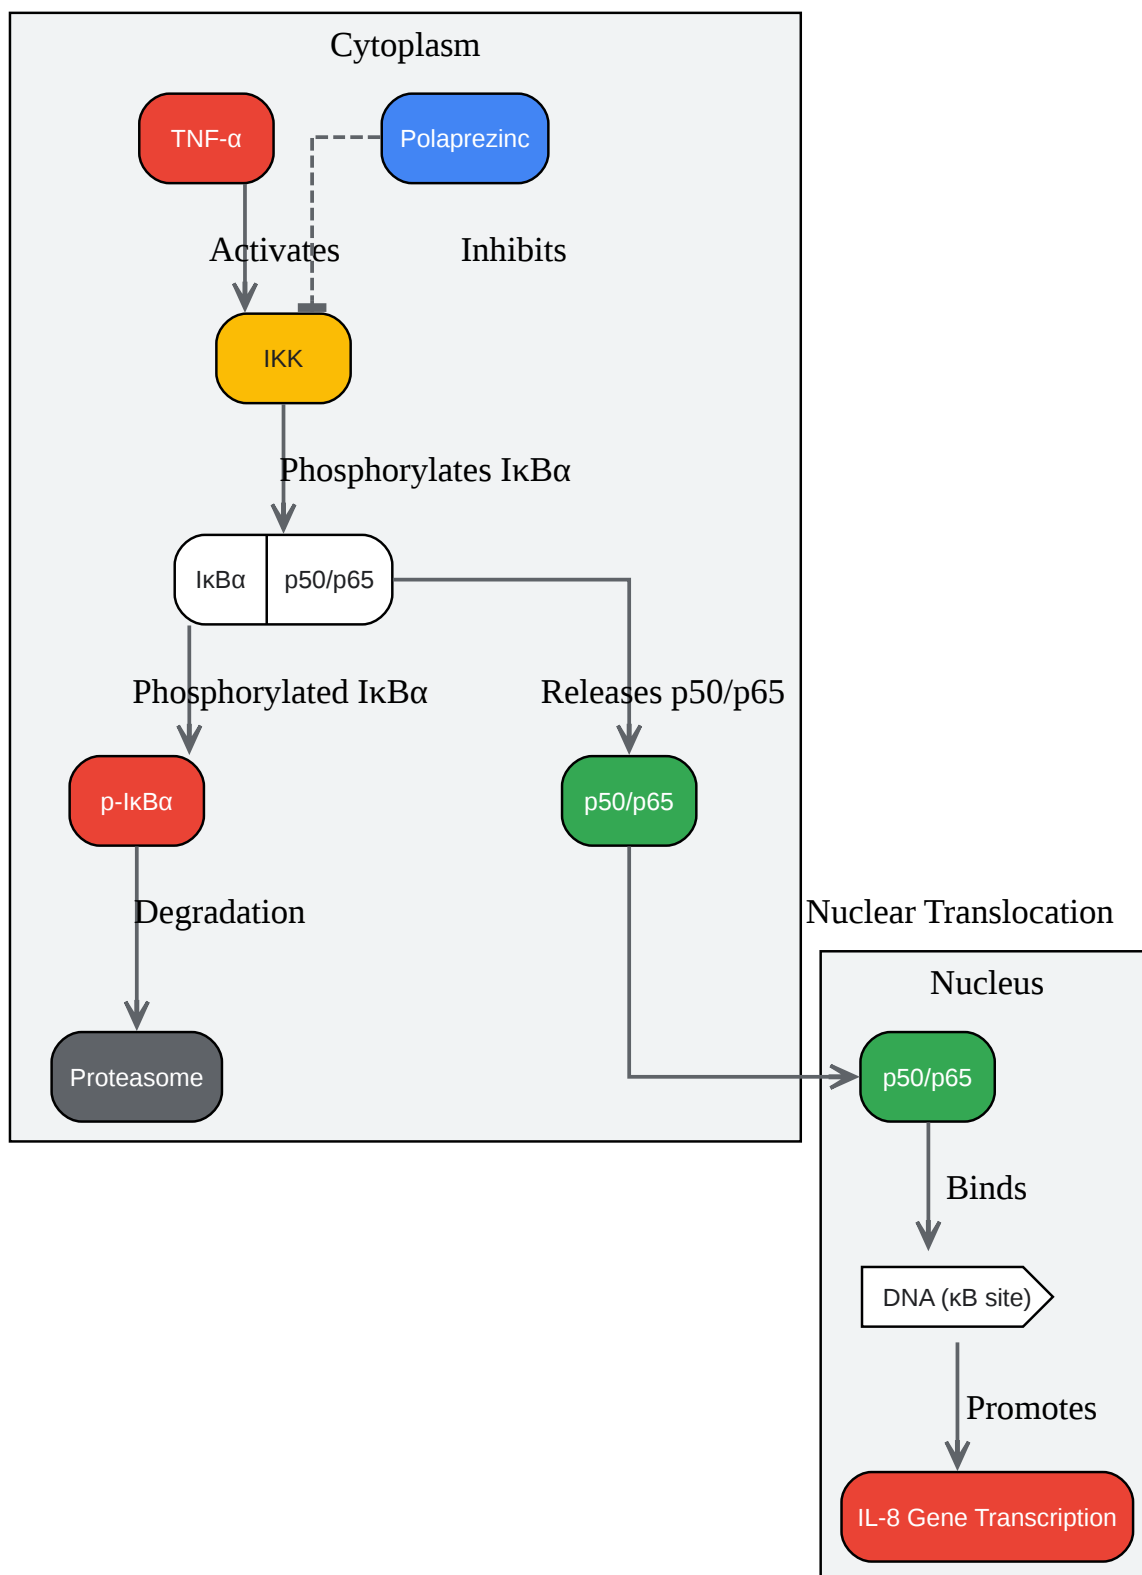 Cytoplasm
TNF-α
Polaprezinc
Activates
Inhibits
IKK
Phosphorylates IκBα
IκBα
p50/p65
Phosphorylated IκBα
Releases p50/p65
p-IκBα
p50/p65
Degradation
Nuclear Translocation
Nucleus
Proteasome
p50/p65
Binds
DNA (κB site)
Promotes
IL-8 Gene Transcription